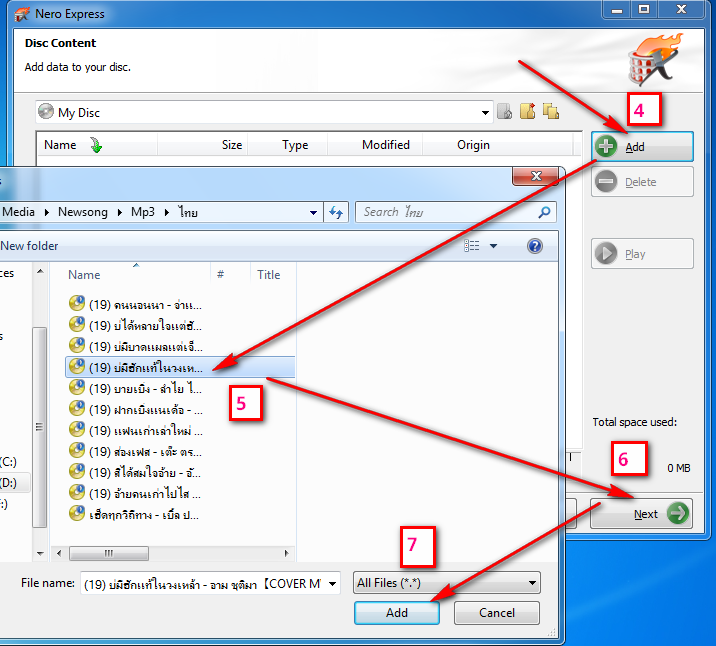 Nero Express
Disc Content
Add data to your disc.
4
My Disc
Name Size Type Modified Origin
Add
Delete
Play
Media Newsong Mp3 ไทย
Search ไทย
New folder
Name # Title
(19) คนนอนนา - จ่าแ...
(19) บ่ได้หลายใจแต่ฮั...
(19) บ่มีบาดแผลแต่เจ็...
(19) บ่มีฮักแท้ในวงเห...
(19) บายเบิ่ง - ลำไย ไ...
(19) ฝากเบิ่งแนเด้อ - ...
(19) แฟนเก่าเล่าใหม่ ...
(19) ส่องเฟส - เต๊ะ ตร...
(19) สิได้สมใจอ้าย - อั...
(19) อ้ายคนเก่าไปไส ...
เฮ็ดทุกวิถีทาง - เบิ้ล ป...
5
(C:)
(D:)
Total space used:
6
0 MB
Next
7
File name: (19) บ่มีฮักแท้ในวงเหล้า - จาม ชุติมา【COVER M
All Files (*.*)
Add
Cancel